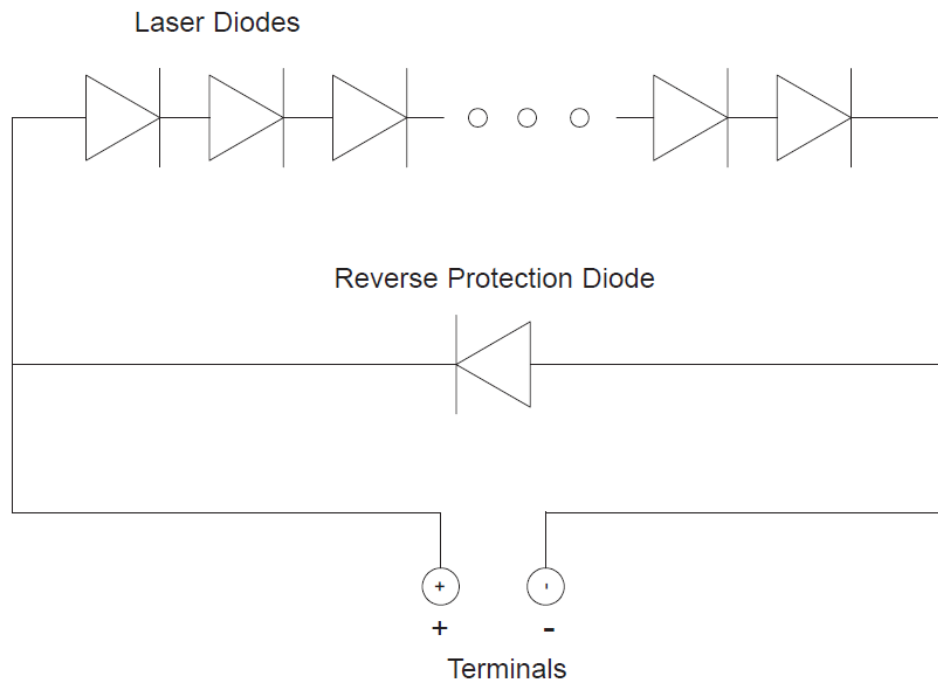 Laser Diodes
Reverse Protection Diode
+ -
+ -
Terminals